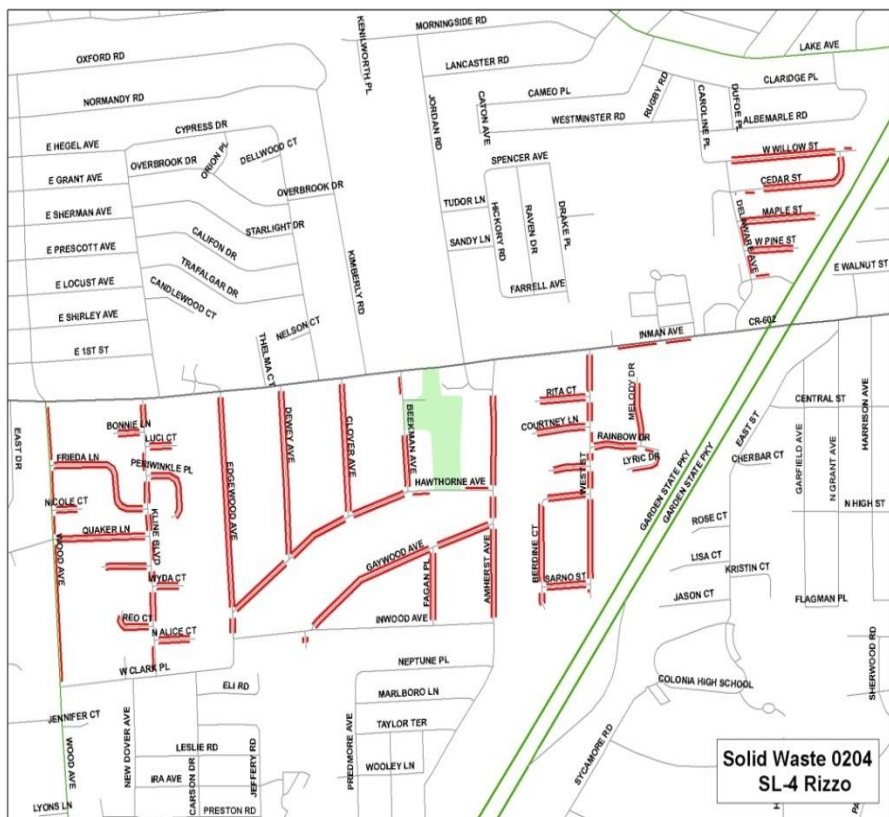 MORNINGSIDE RD
KENILWORTH PL
LAKE AVE
OXFORD RD
LANCASTER RD
CLARIDGE PL
NORMANDY RD
CAMEO PL
RUGBY RD
CAROLINE PL
DUFOE PL
JORDAN RD
CATON AVE
WESTMINSTER RD
ALBEMARLE RD
CYPRESS DR
E HEGEL AVE
ORION PL
DELLWOOD CT
W WILLOW ST
OVERBROOK DR
SPENCER AVE
E GRANT AVE
CEDAR ST
OVERBROOK DR
TUDOR LN
HICKORY RD
RAVEN DR
DRAKE PL
DELAWARE AVE
MAPLE ST
E SHERMAN AVE
STARLIGHT DR
CALIFON DR
SANDY LN
W PINE ST
E PRESCOTT AVE
KIMBERLY RD
TRAFALGAR DR
E WALNUT ST
E LOCUST AVE
CANDLEWOOD CT
FARRELL AVE
E SHIRLEY AVE
NELSON CT
CR-602
INMAN AVE
E 1ST ST
THELMA CT
RITA CT
MELODY DR
BEEKMAN AVE
CENTRAL ST
HARRISON AVE
EAST DR
BONNIE LN
LUCI CT
DEWEY AVE
CLOVER AVE
COURTNEY LN
RAINBOW DR
EAST ST
GARFIELD AVE
N GRANT AVE
FRIEDA LN
PERIWINKLE PL
LYRIC DR
CHERBAR CT
EDGEWOOD AVE
HAWTHORNE AVE
WEST ST
GARDEN STATE PKY
GARDEN STATE PKY
NICOLE CT
N HIGH ST
KLINE BLVD
ROSE CT
QUAKER LN
WOOD AVE
GAYWOOD AVE
FAGAN PL
AMHERST AVE
BERDINE CT
LISA CT
KRISTIN CT
WYDA CT
SARNO ST
JASON CT
FLAGMAN PL
REO CT
INWOOD AVE
N ALICE CT
SHERWOOD RD
W CLARK PL
NEPTUNE PL
COLONIA HIGH SCHOOL
ELI RD
MARLBORO LN
JENNIFER CT
NEW DOVER AVE
PREDMORE AVE
TAYLOR TER
SYCAMORE RD
WOOD AVE
LESLIE RD
JEFFERY RD
Solid Waste 0204
SL-4 Rizzo
CARSON DR
WOOLEY LN
IRA AVE
LYONS LN
PRESTON RD